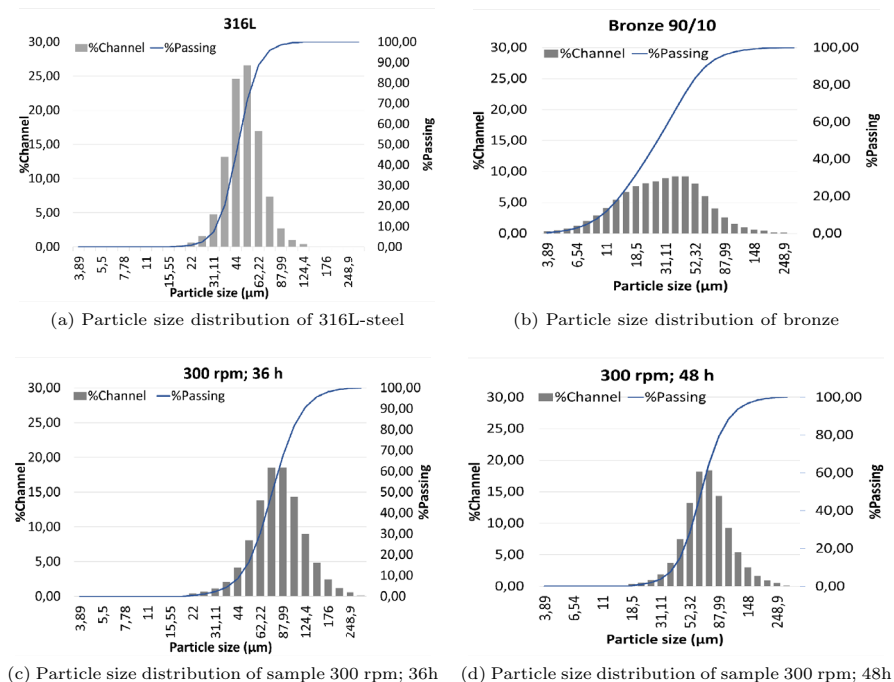 316L
%Channel %Passing
30,00
25,00
20,00
15,00
10,00
5,00
0,00
%Channel
100,00
90,00
80,00
70,00
60,00
50,00
40,00
30,00
20,00
10,00
0,00
%Passing
3,89 5,5 7,78 11 15,55 22 31,11 44 62,22 87,99 124,4 176 248,9
Particle size (µm)
(a) Particle size distribution of 316L-steel
Bronze 90/10
%Channel %Passing
30,00
25,00
20,00
15,00
10,00
5,00
0,00
%Channel
100,00
80,00
60,00
40,00
20,00
0,00
%Passing
3,89 6,54 11 18,5 31,11 52,32 87,99 148 248,9
Particle size (µm)
(b) Particle size distribution of bronze
300 rpm; 36 h
%Channel %Passing
30,00
25,00
20,00
15,00
10,00
5,00
0,00
%Channel
100,00
90,00
80,00
70,00
60,00
50,00
40,00
30,00
20,00
10,00
0,00
%Passing
3,89 5,5 7,78 11 15,55 22 31,11 44 62,22 87,99 124,4 176 248,9
Particle size (µm)
(c) Particle size distribution of sample 300 rpm; 36h
300 rpm; 48 h
%Channel %Passing
30,00
25,00
20,00
15,00
10,00
5,00
0,00
%Channel
100,00
80,00
60,00
40,00
20,00
0,00
%Passing
3,89 6,54 11 18,5 31,11 52,32 87,99 148 248,9
Particle size (µm)
(d) Particle size distribution of sample 300 rpm; 48h